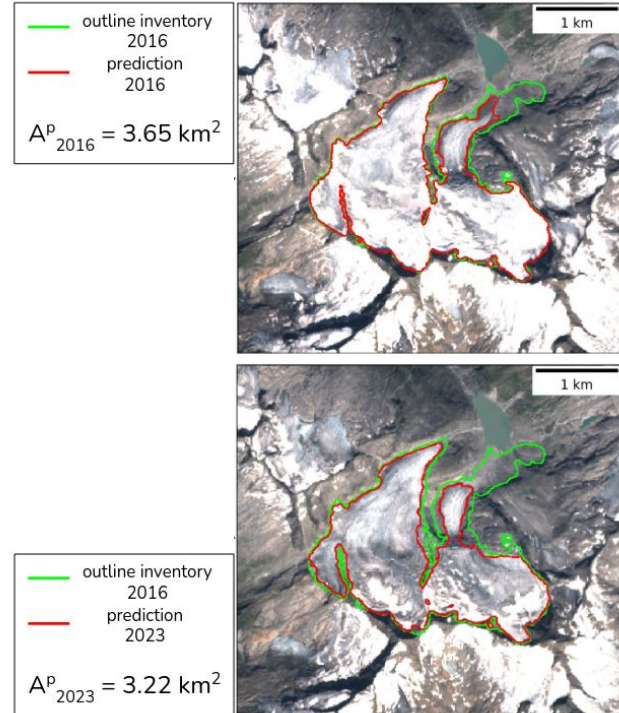 outline inventory
2016
prediction
2016
A^p_2016 = 3.65 km²
1 km
1 km
outline inventory
2016
prediction
2023
A^p_2023 = 3.22 km²